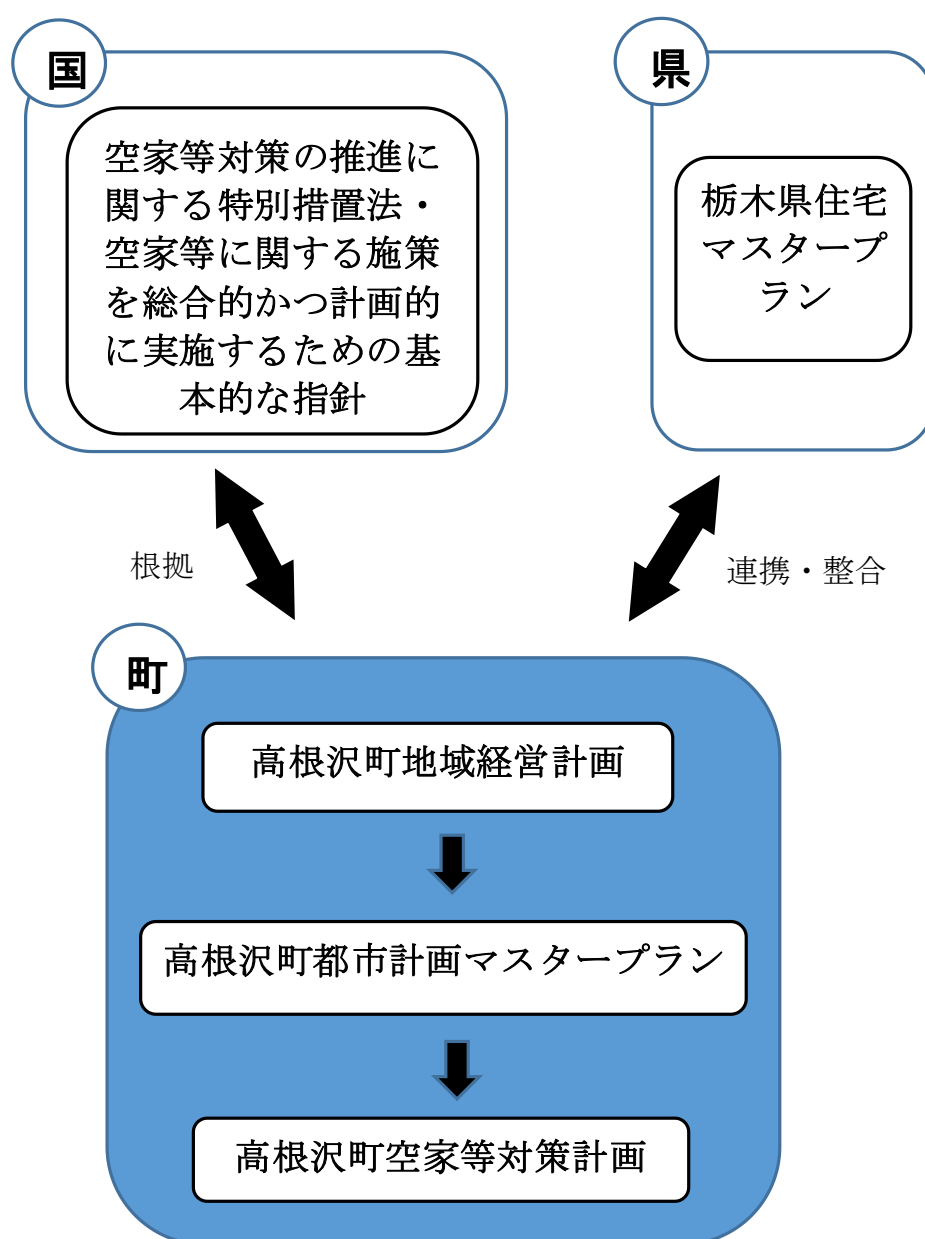 国
空家等対策の推進に
関する特別措置法・
空家等に関する施策
を総合的かつ計画的
に実施するための基
本的な指針
県
栃木県住宅
マスタープ
ラン
根拠
連携・整合
町
高根沢町地域経営計画
高根沢町都市計画マスタープラン
高根沢町空家等対策計画